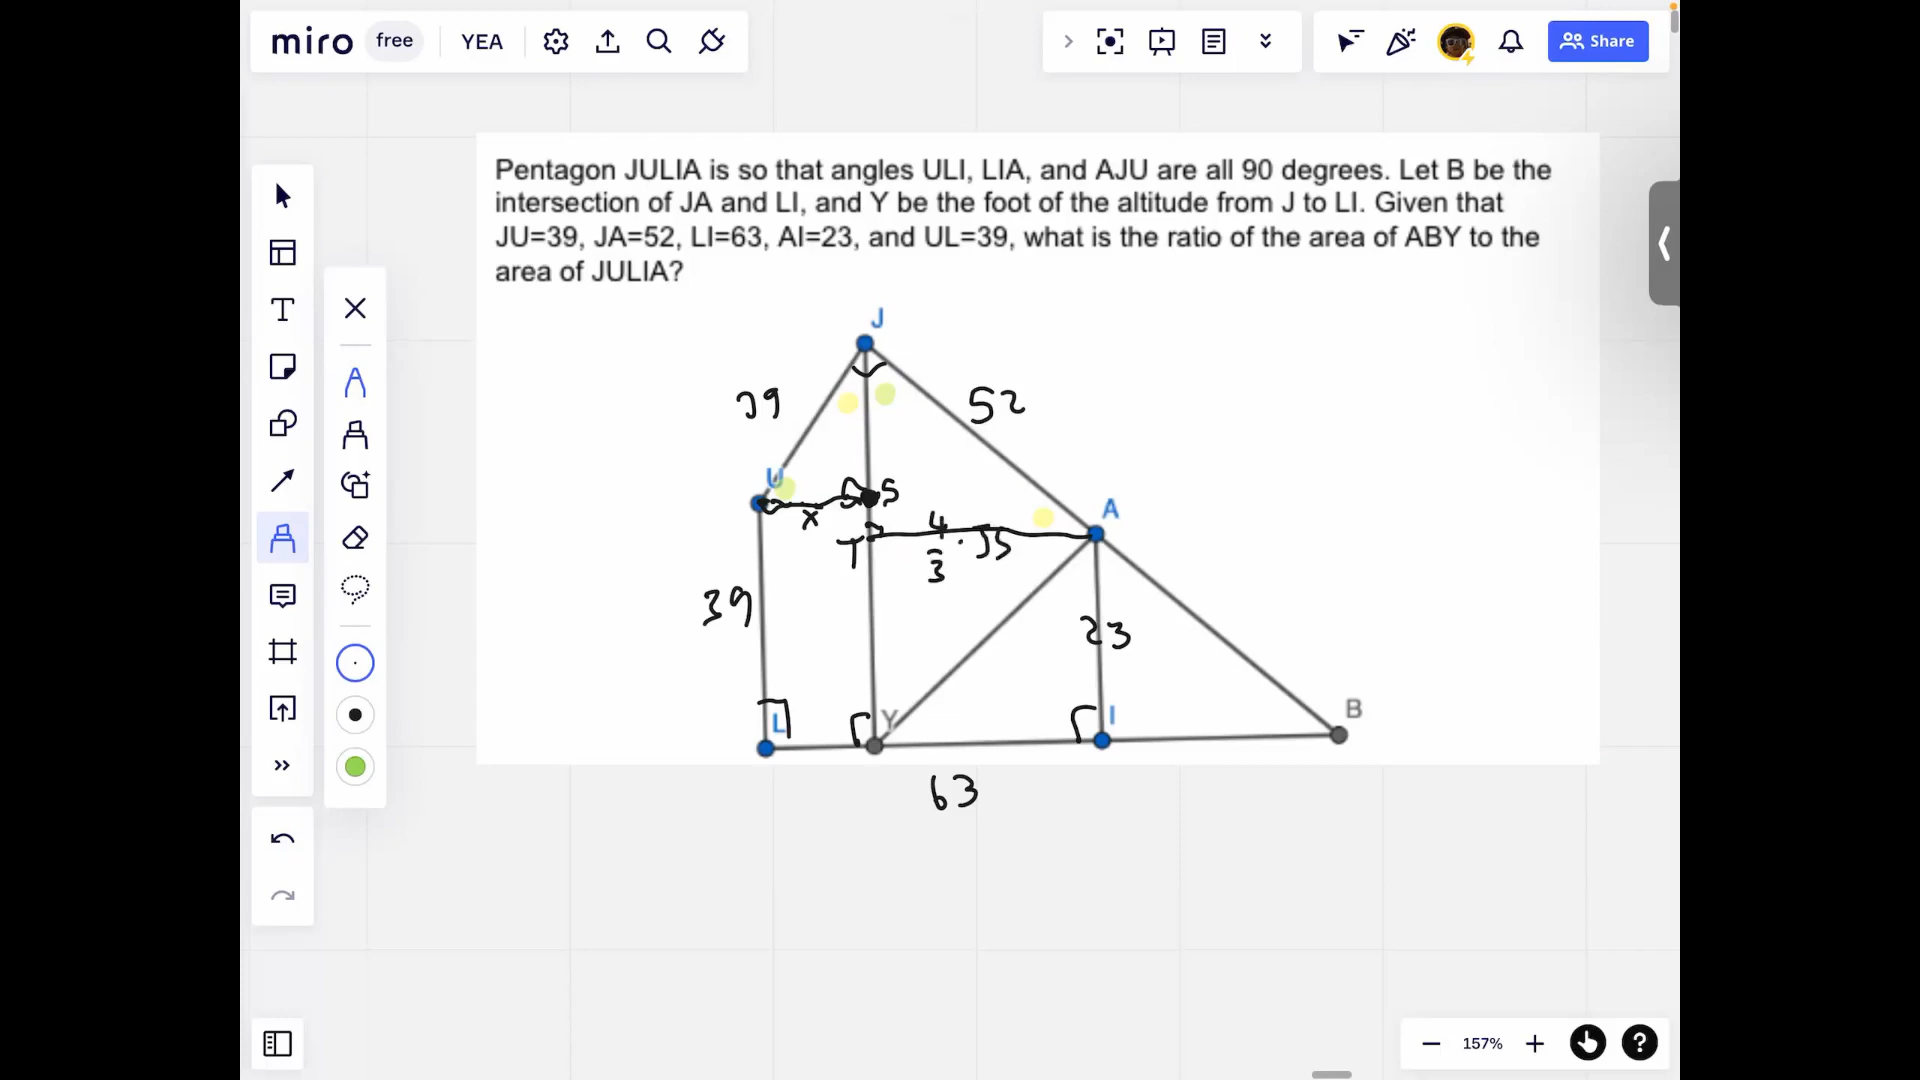 miro free YEA
Share
Pentagon JULIA is so that angles ULI, LIA, and AJU are all 90 degrees. Let B be the
intersection of JA and LI, and Y be the foot of the altitude from J to LI. Given that
JU=39, JA=52, LI=63, AI=23, and UL=39, what is the ratio of the area of ABY to the
area of JULIA?
J
39
52
U
S
A
x
T
4
3
· JS
39
23
L
Y
I
B
63
157%